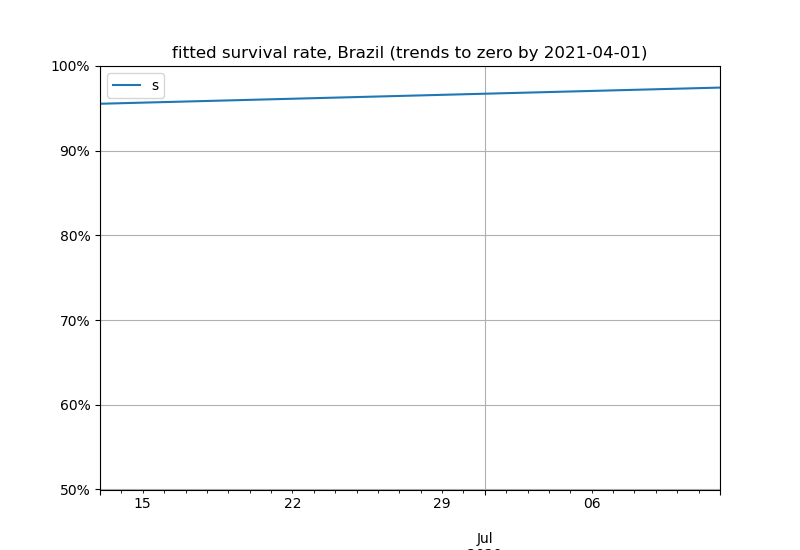 fitted survival rate, Brazil (trends to zero by 2021-04-01)
100%
s
90%
80%
70%
60%
50%
15 22 29 06
Jul